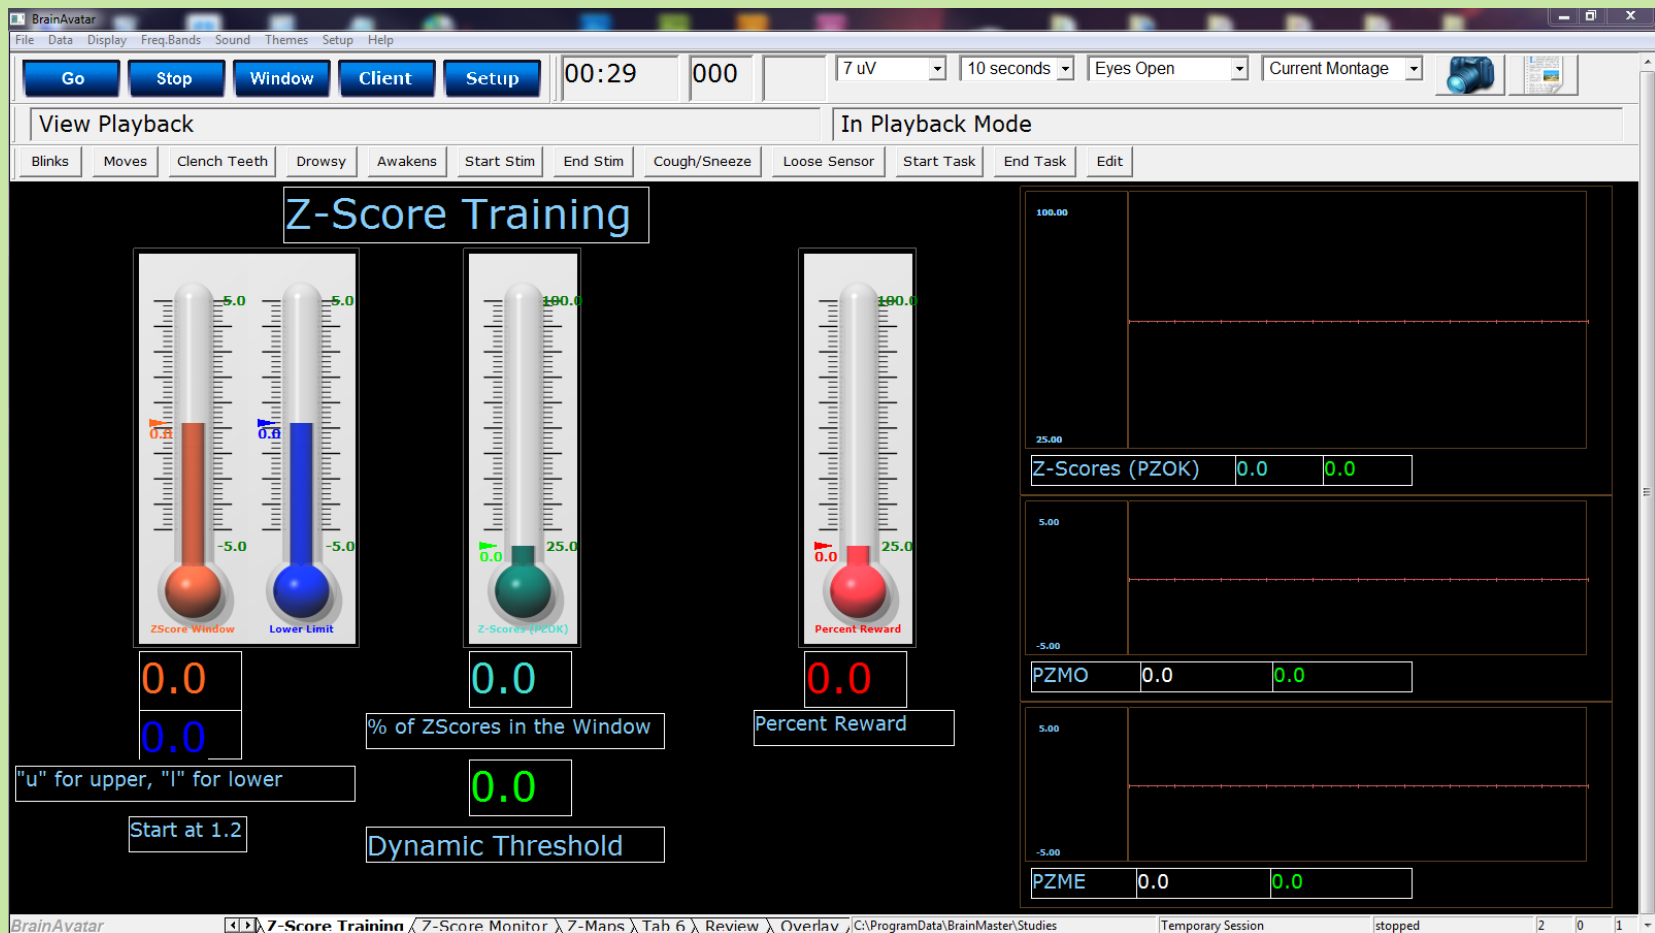 BrainAvatar
File Data Display Freq.Bands Sound Themes Setup Help
Go Stop Window Client Setup 00:29 000 7 uV 10 seconds Eyes Open Current Montage
View Playback In Playback Mode
Blinks Moves Clench Teeth Drowsy Awakens Start Stim End Stim Cough/Sneeze Loose Sensor Start Task End Task Edit
Z-Score Training
5.0 5.0 100.0 100.0
0.0 0.0
-5.0 -5.0 0.0 25.0 0.0 25.0
ZScore Window Lower Limit Z-Scores (PZOK) Percent Reward
0.0 0.0 0.0
0.0
% of ZScores in the Window
Percent Reward
"u" for upper, "l" for lower
0.0
Start at 1.2
Dynamic Threshold
100.00
25.00
Z-Scores (PZOK) 0.0 0.0
5.00
-5.00
PZMO 0.0 0.0
5.00
-5.00
PZME 0.0 0.0
BrainAvatar Z-Score Training Z-Score Monitor Z-Maps Tab 6 Review Overlay C:\ProgramData\BrainMaster\Studies Temporary Session stopped 2 0 1